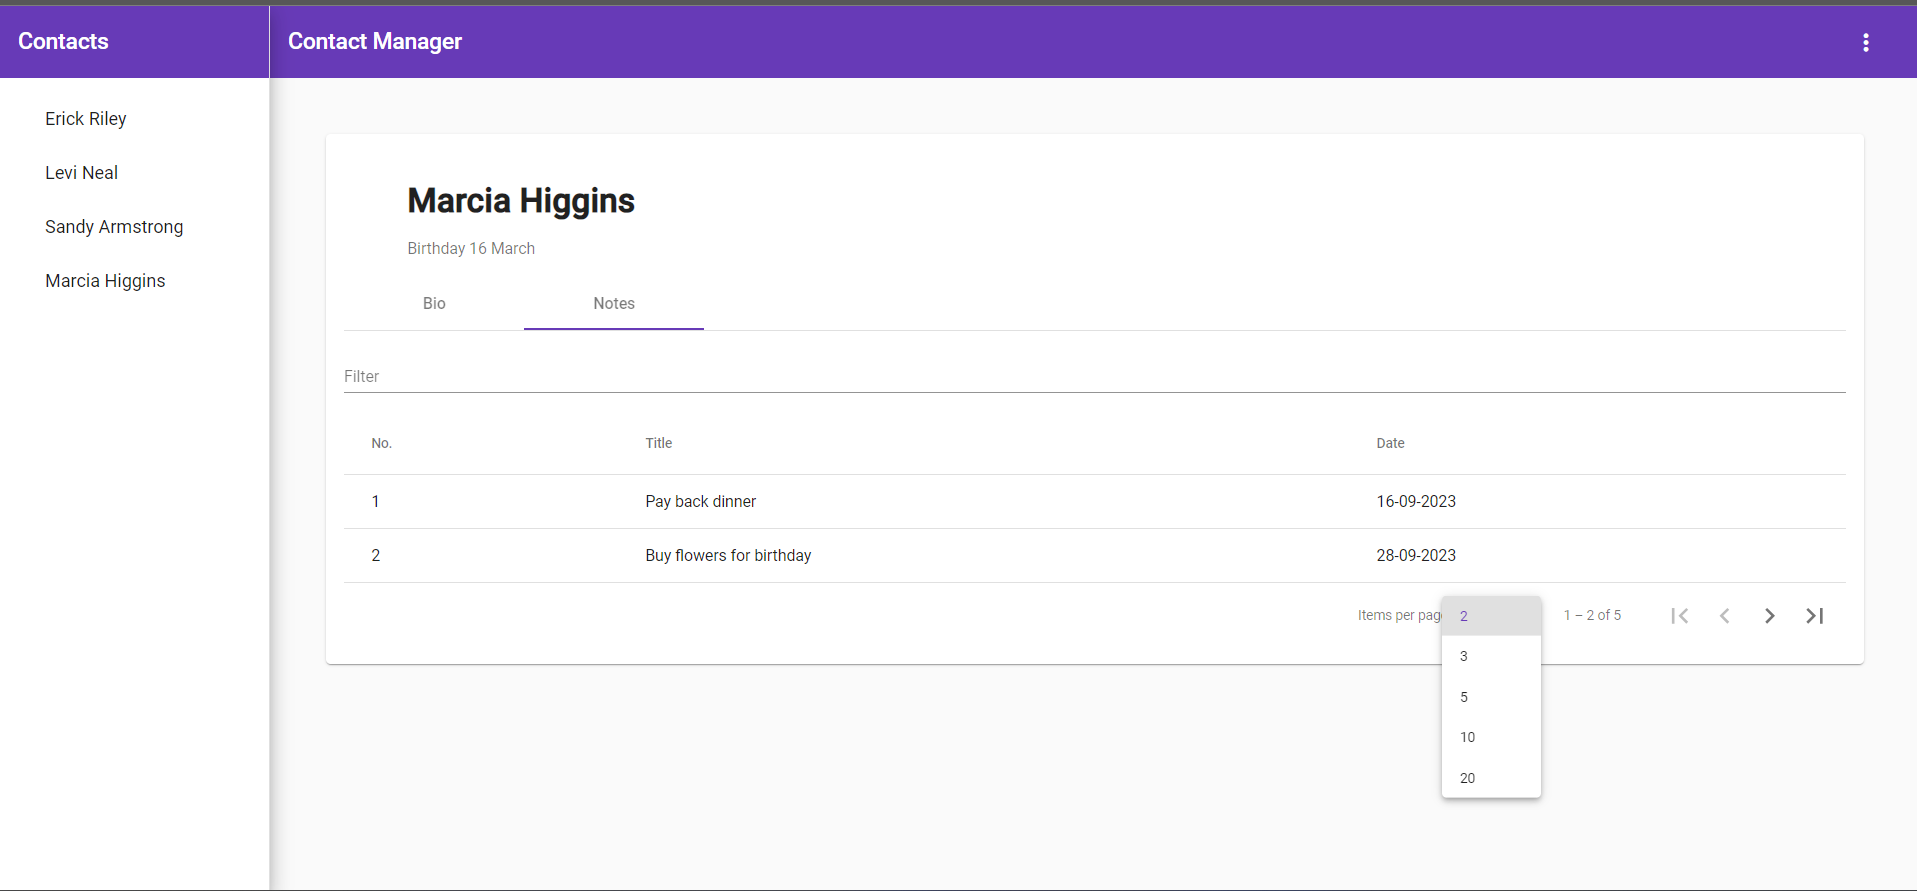 Contacts
Contact Manager
Erick Riley
Levi Neal
Sandy Armstrong
Marcia Higgins
Marcia Higgins
Birthday 16 March
Bio Notes
Filter
No. Title Date
1 Pay back dinner 16-09-2023
2 Buy flowers for birthday 28-09-2023
Items per pag 2 1 – 2 of 5
3
5
10
20